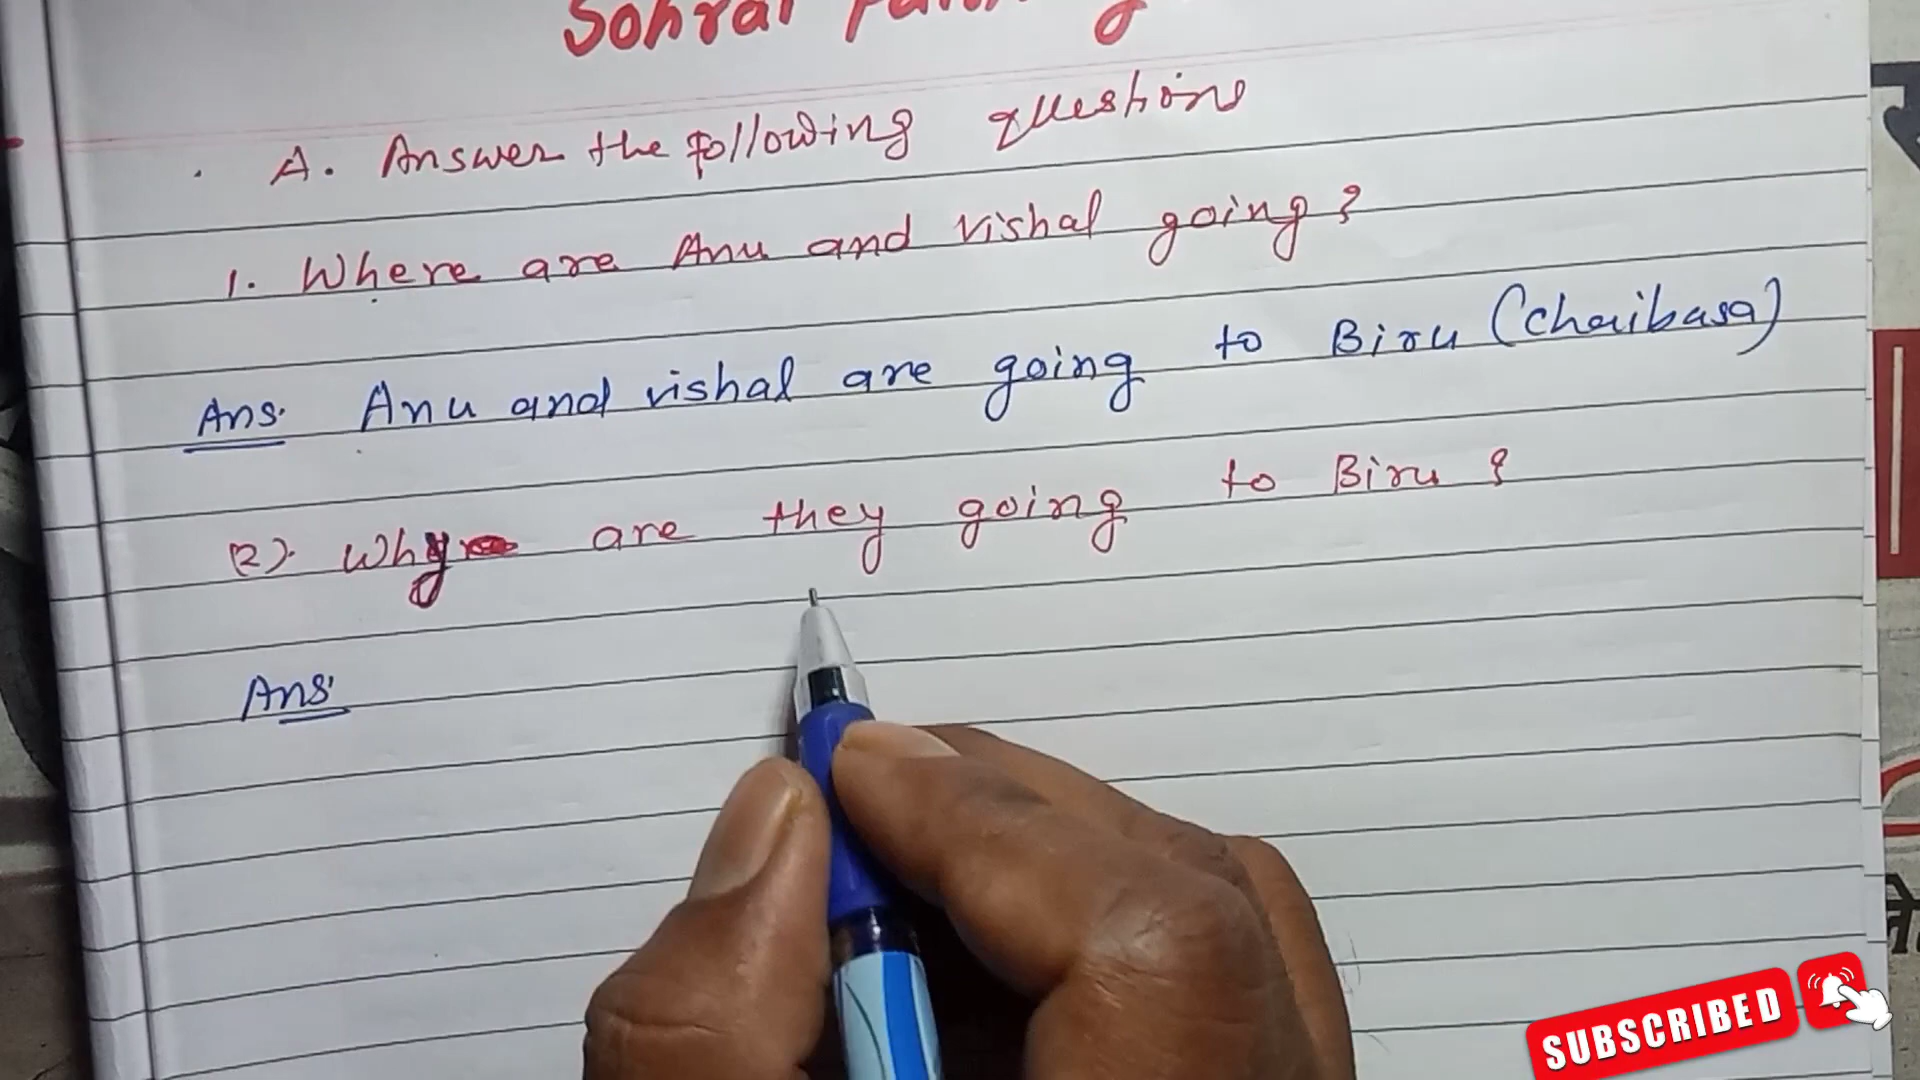 Sohrai
A. Answer the following questions
1. Where are Anu and vishal going?
Ans. Anu and vishal are going to Biru (chaibasa)
(2). Why are they going to Biru ?
Ans.
SUBSCRIBED